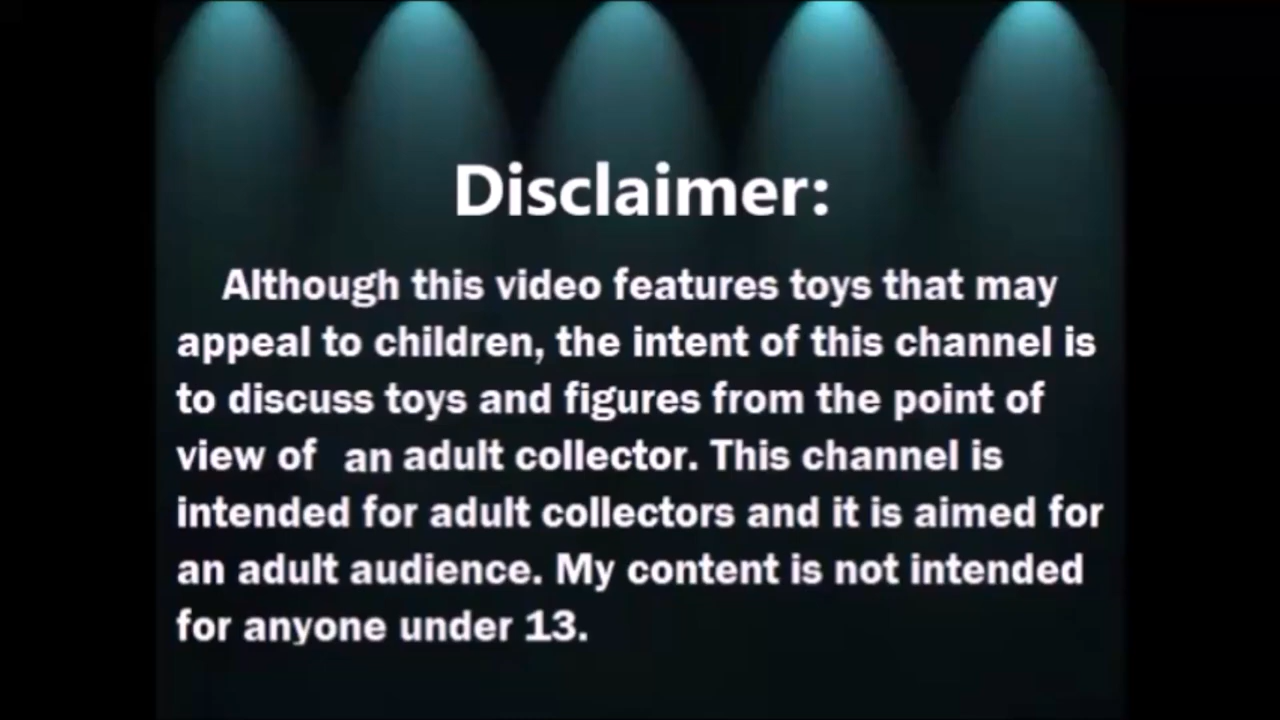 Disclaimer:
Although this video features toys that may
appeal to children, the intent of this channel is
to discuss toys and figures from the point of
view of an adult collector. This channel is
intended for adult collectors and it is aimed for
an adult audience. My content is not intended
for anyone under 13.